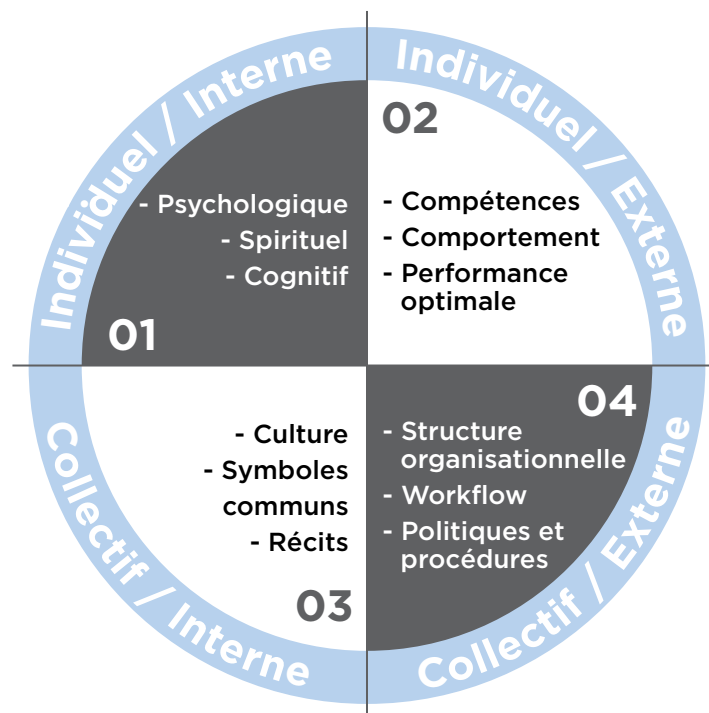 Individuel / Interne
- Psychologique
- Spirituel
- Cognitif
01
Individuel / Externe
02
- Compétences
- Comportement
- Performance
optimale
Collectif / Interne
- Culture
- Symboles
communs
- Récits
03
Collectif / Externe
04
- Structure
organisationnelle
- Workflow
- Politiques et
procédures